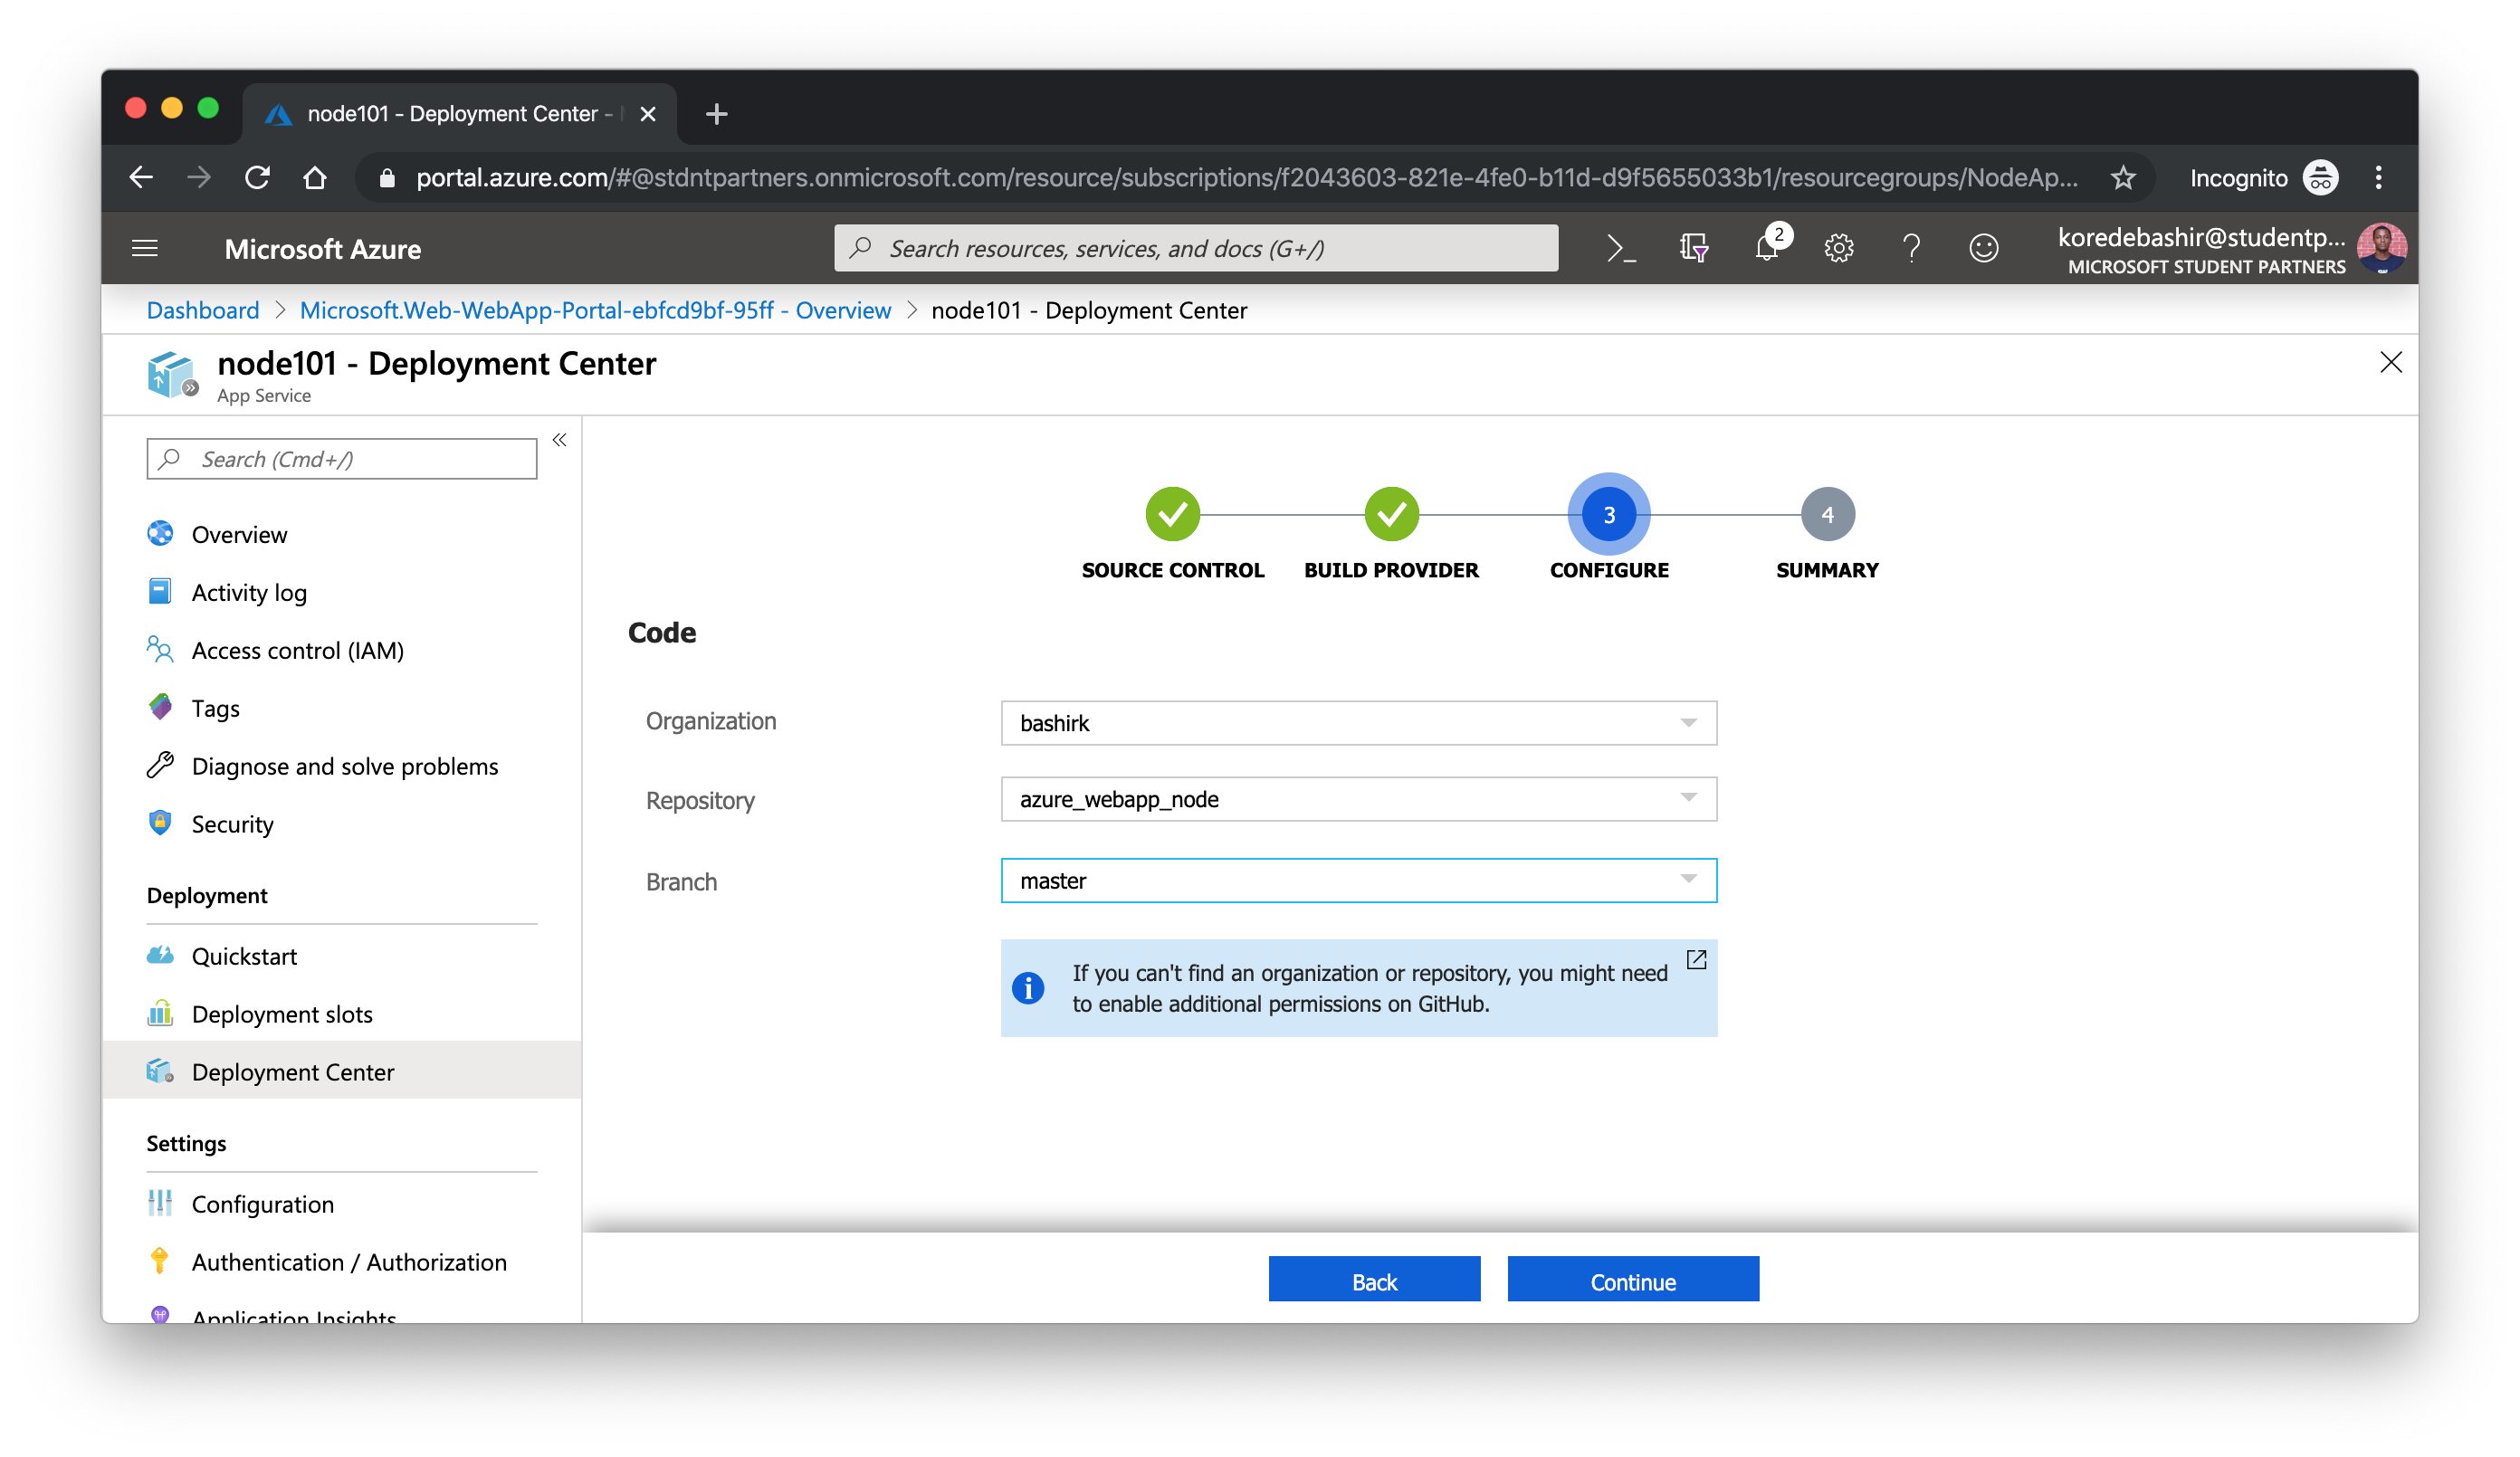 node101 - Deployment Center -
portal.azure.com/#@stdntpartners.onmicrosoft.com/resource/subscriptions/f2043603-821e-4fe0-b11d-d9f5655033b1/resourcegroups/NodeAp...
Incognito
Microsoft Azure
Search resources, services, and docs (G+/)
2
koredebashir@studentp...
MICROSOFT STUDENT PARTNERS
Dashboard > Microsoft.Web-WebApp-Portal-ebfcd9bf-95ff - Overview > node101 - Deployment Center
node101 - Deployment Center
App Service
Search (Cmd+/)
Overview
Activity log
Access control (IAM)
Tags
Diagnose and solve problems
Security
Deployment
Quickstart
Deployment slots
Deployment Center
Settings
Configuration
Authentication / Authorization
Application Insights
3
4
SOURCE CONTROL
BUILD PROVIDER
CONFIGURE
SUMMARY
Code
Organization
bashirk
Repository
azure_webapp_node
Branch
master
If you can't find an organization or repository, you might need
to enable additional permissions on GitHub.
Back
Continue